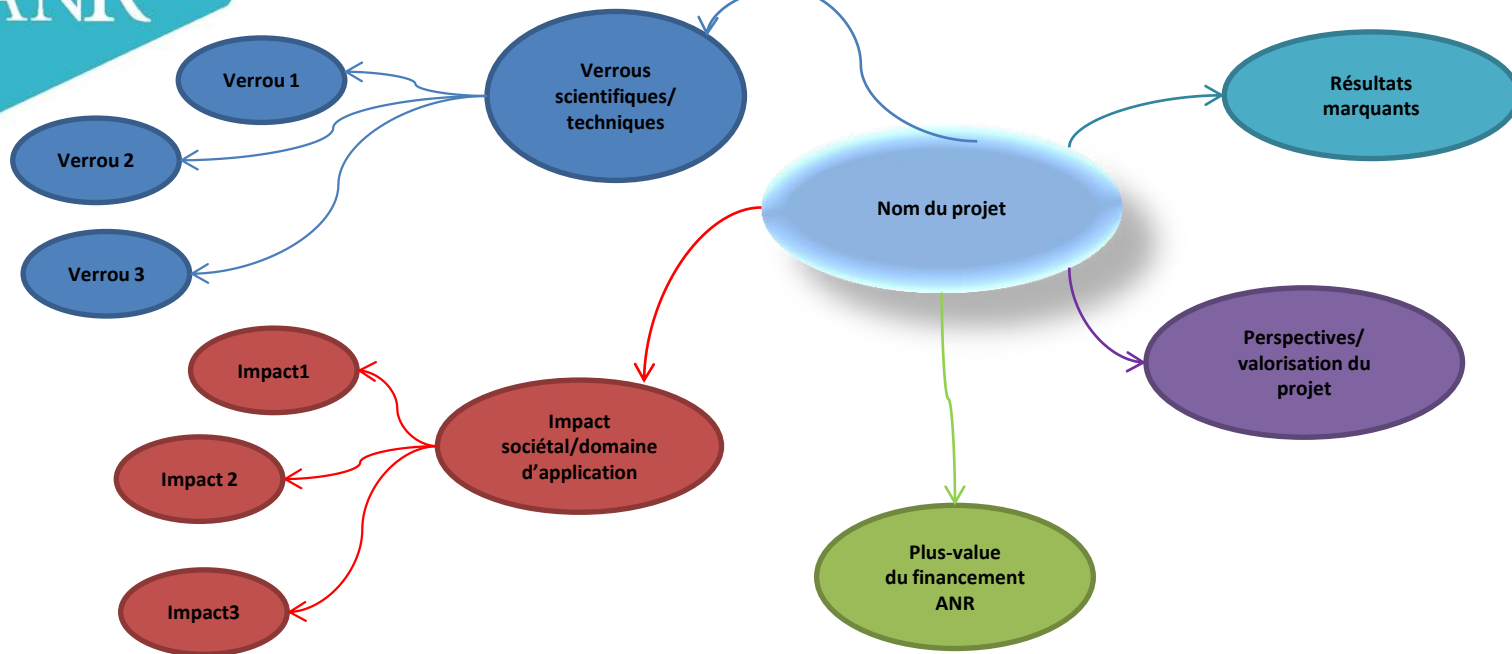 ANR
Verrou 1
Verrou 2
Verrou 3
Verrous
scientifiques/
techniques
Nom du projet
Résultats
marquants
Perspectives/
valorisation du
projet
Impact1
Impact 2
Impact3
Impact
sociétal/domaine
d’application
Plus-value
du financement
ANR